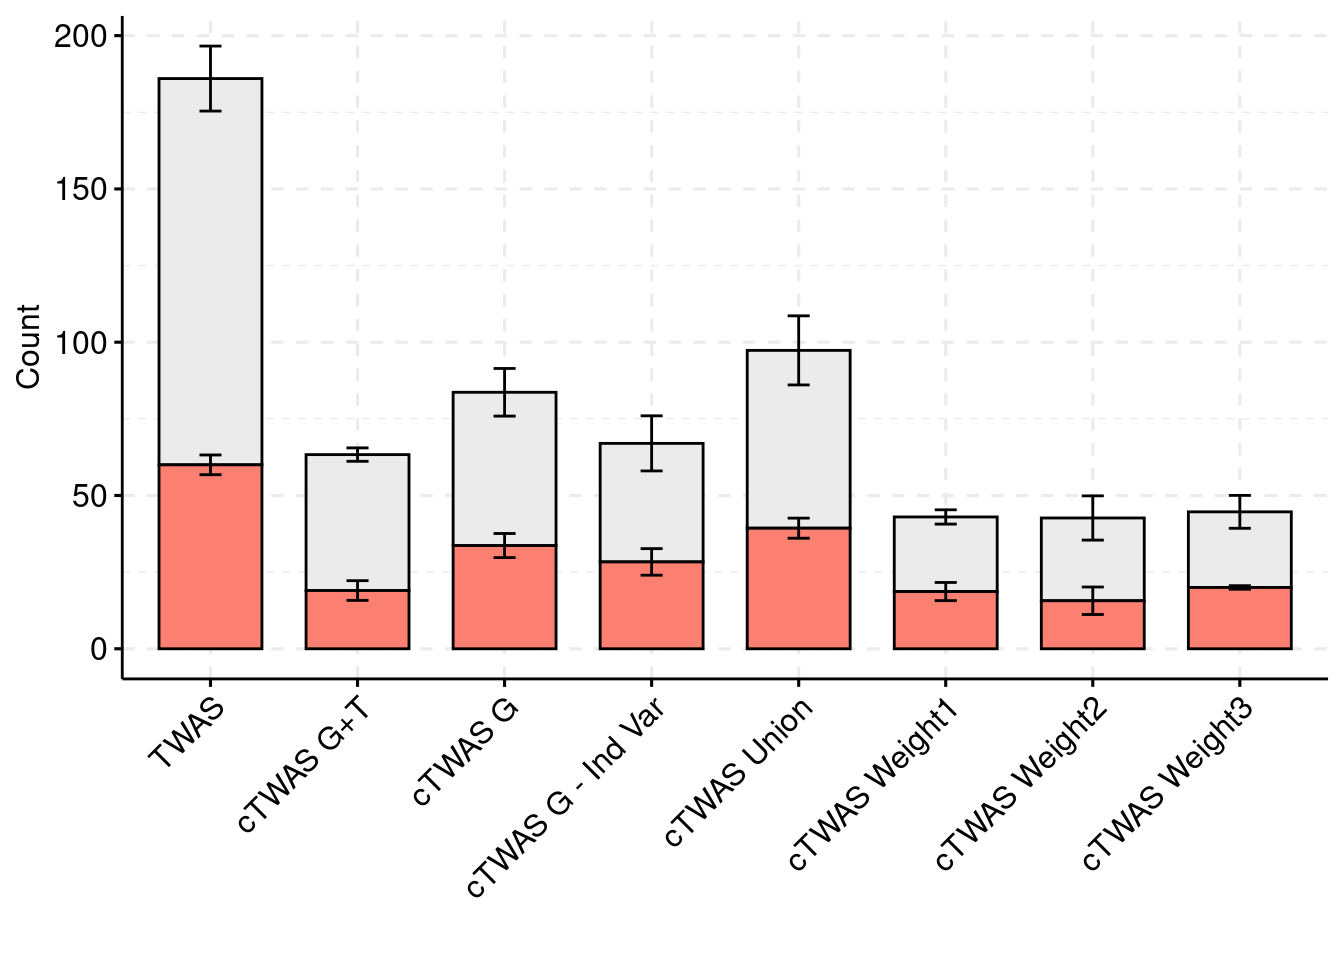 200
150
100
50
0
Count
TWAS
cTWAS G+T
cTWAS G
cTWAS G - Ind Var
cTWAS Union
cTWAS Weight1
cTWAS Weight2
cTWAS Weight3